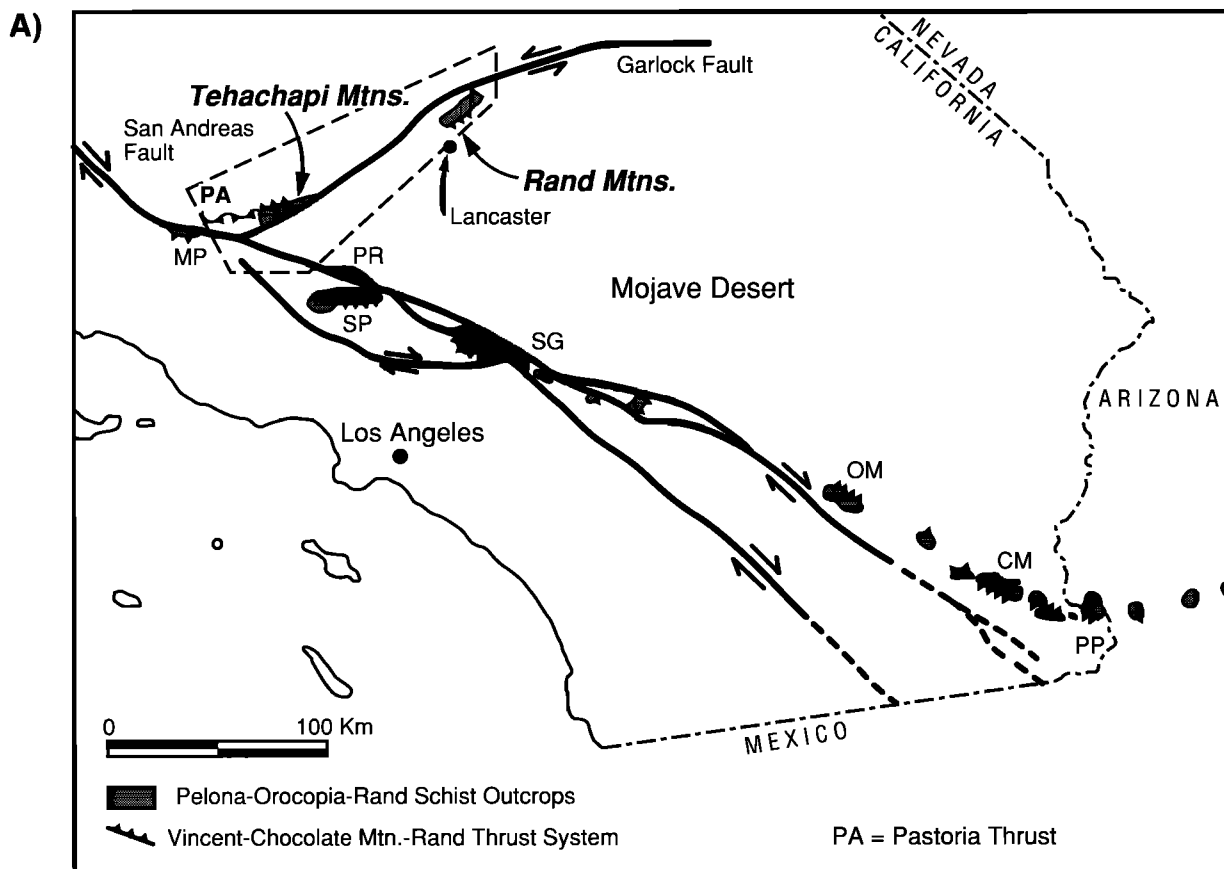 A)
NEVADA
CALIFORNIA
Garlock Fault
Tehachapi Mtns.
San Andreas
Fault
PA
Rand Mtns.
Lancaster
MP
PR
Mojave Desert
SP
SG
ARIZONA
Los Angeles
OM
CM
PP
MEXICO
0 100 Km
Pelona-Orocopia-Rand Schist Outcrops
Vincent-Chocolate Mtn.-Rand Thrust System
PA = Pastoria Thrust